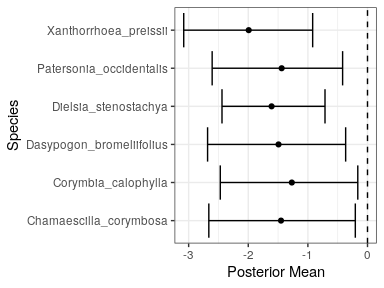 Xanthorrhoea_preissii
Patersonia_occidentalis
Dielsia_stenostachya
Dasypogon_bromeliifolius
Corymbia_calophylla
Chamaescilla_corymbosa
Species
-3 -2 -1 0
Posterior Mean